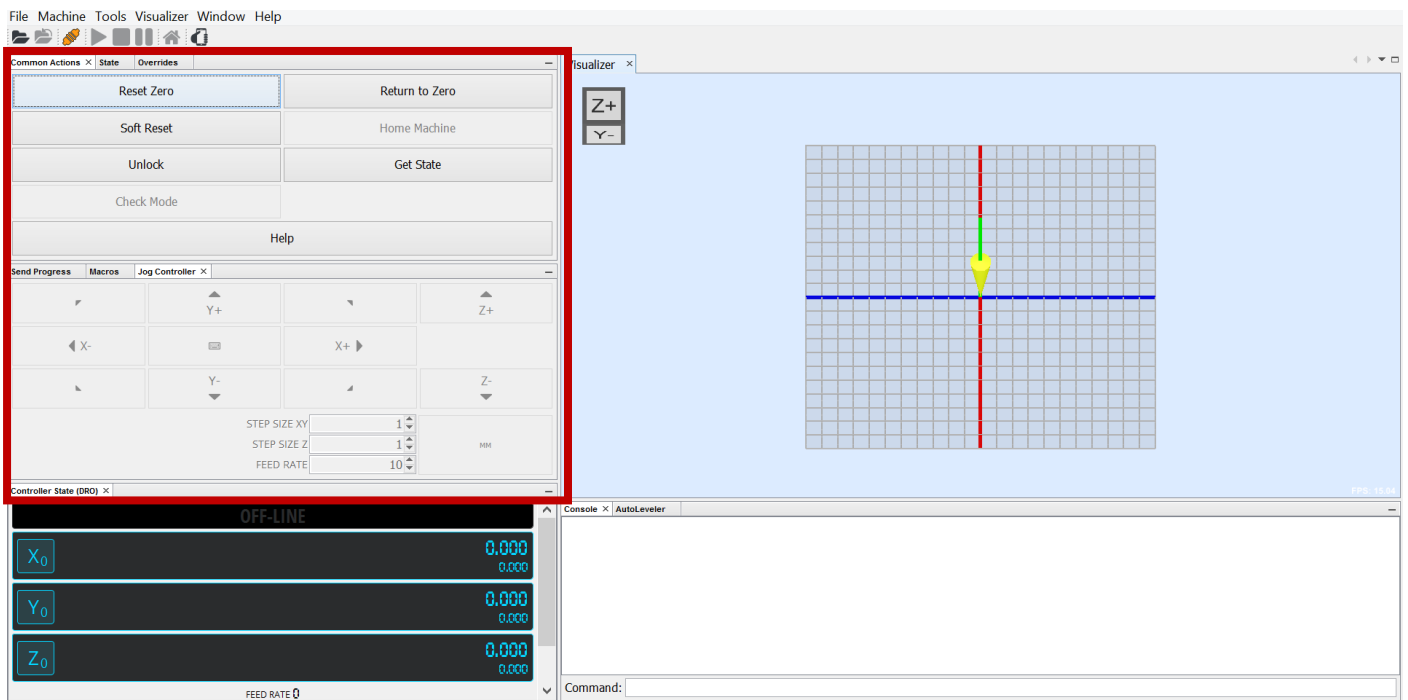 File Machine Tools Visualizer Window Help
Common Actions × State Overrides
Reset Zero Return to Zero
Soft Reset Home Machine
Unlock Get State
Check Mode
Help
Send Progress Macros Jog Controller ×
Y+ Z+
X- X+
Y- Z-
STEP SIZE XY 1
STEP SIZE Z 1
MM
FEED RATE 10
Controller State (DRO) ×
OFF-LINE
X0 0.000
0.000
Y0 0.000
0.000
Z0 0.000
0.000
FEED RATE 0
Visualizer ×
Z+
Y-
FPS: 15.04
Console × AutoLeveler
Command: